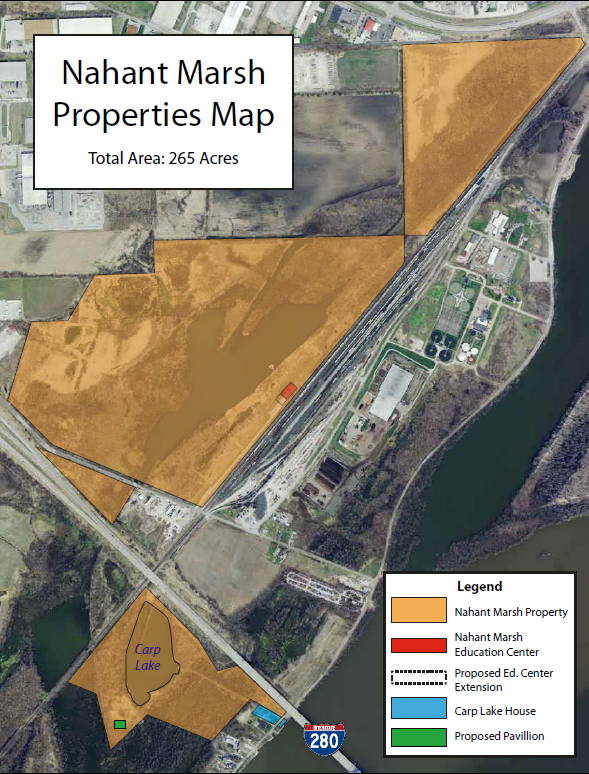 Nahant Marsh
Properties Map
Total Area: 265 Acres
Carp
Lake
INTERSTATE
280
Legend
Nahant Marsh Property
Nahant Marsh
Education Center
Proposed Ed. Center
Extension
Carp Lake House
Proposed Pavillion